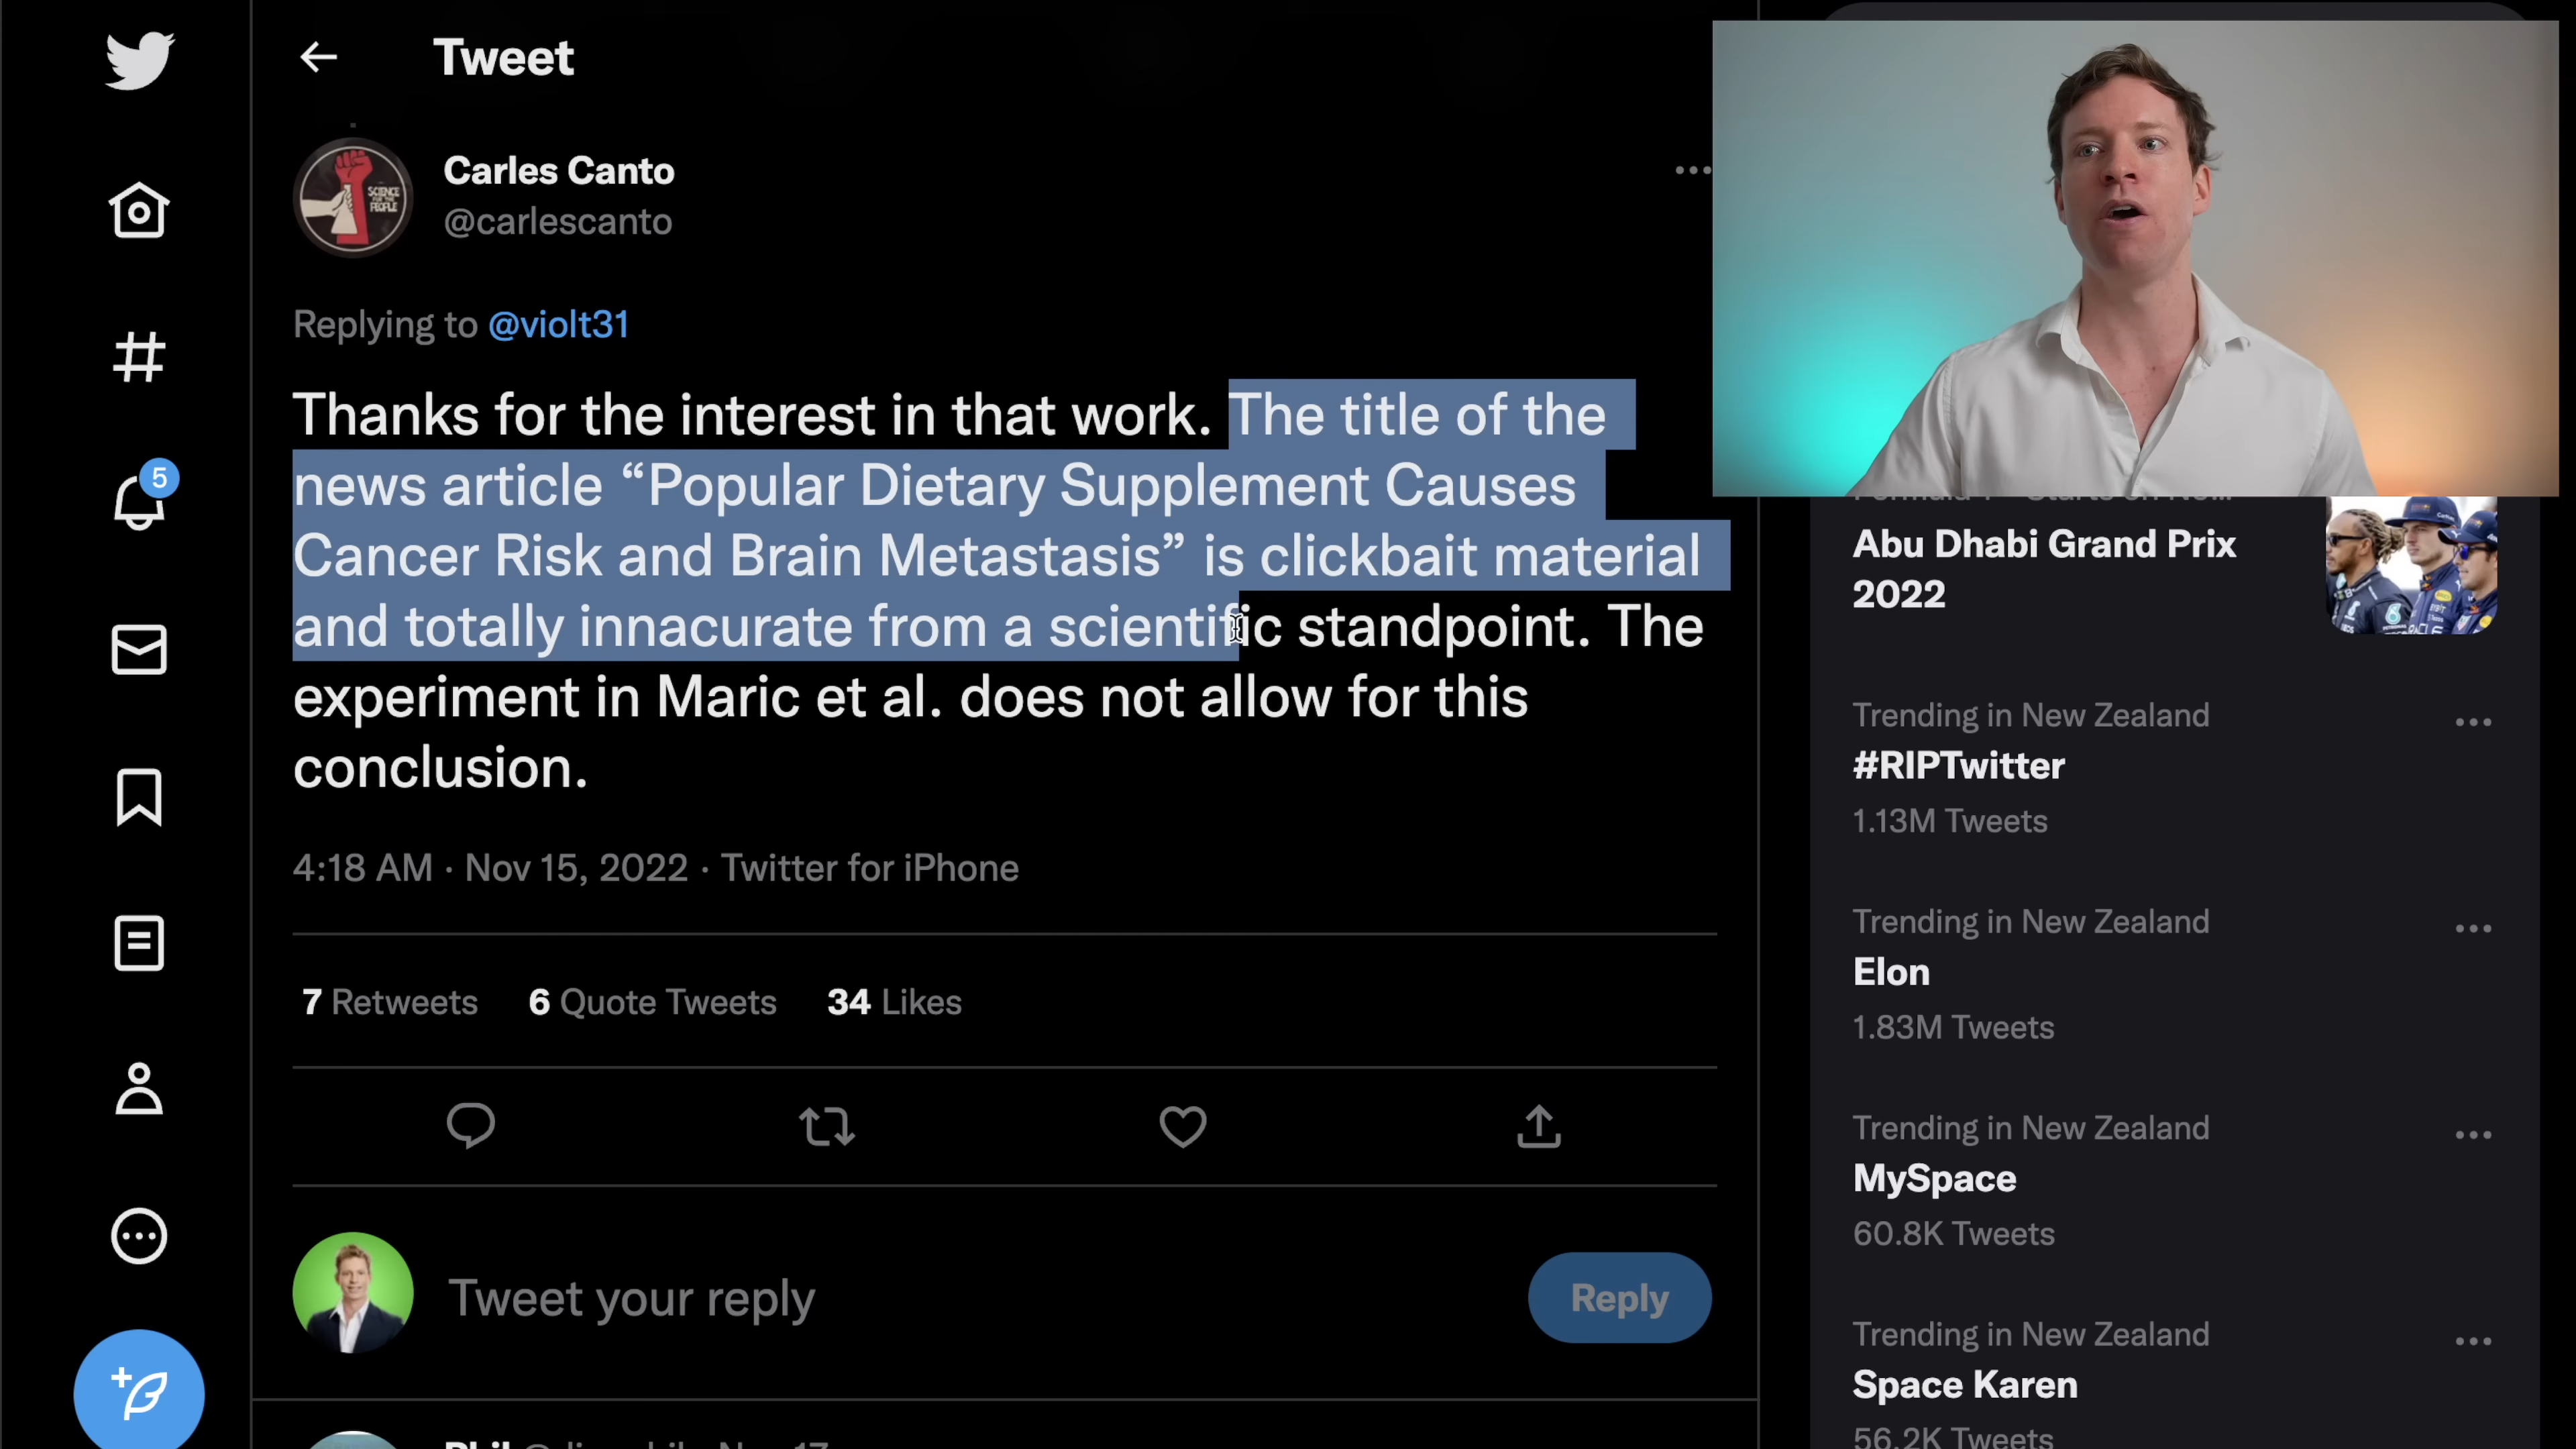 Tweet
SCIENCE
FOR THE
PEOPLE
Carles Canto
@carlescanto
Replying to @violt31
Thanks for the interest in that work. The title of the
news article “Popular Dietary Supplement Causes
Cancer Risk and Brain Metastasis” is clickbait material
and totally innacurate from a scientific standpoint. The
experiment in Maric et al. does not allow for this
conclusion.
4:18 AM · Nov 15, 2022 · Twitter for iPhone
7 Retweets 6 Quote Tweets 34 Likes
Tweet your reply
Reply
5
Abu Dhabi Grand Prix
2022
Trending in New Zealand
#RIPTwitter
1.13M Tweets
Trending in New Zealand
Elon
1.83M Tweets
Trending in New Zealand
MySpace
60.8K Tweets
Trending in New Zealand
Space Karen
56.2K Tweets